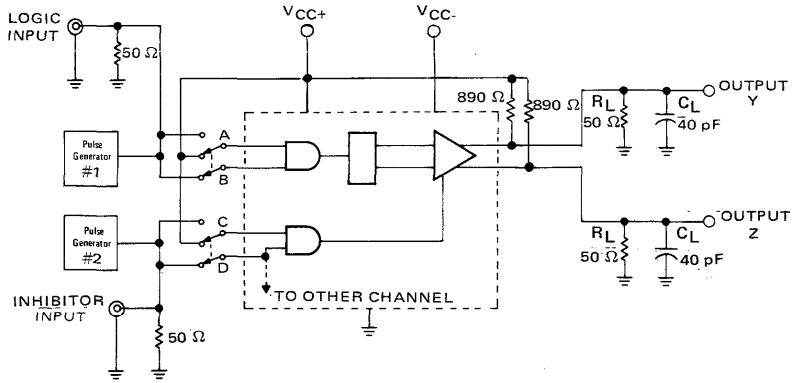 LOGIC
INPUT
50 Ω
VCC+
VCC-
890 Ω
890 Ω
RL
50 Ω
CL
40 pF
OUTPUT
Y
Pulse
Generator
#1
A
B
Pulse
Generator
#2
C
D
TO OTHER CHANNEL
RL
50 Ω
CL
40 pF
OUTPUT
Z
INHIBITOR
INPUT
50 Ω